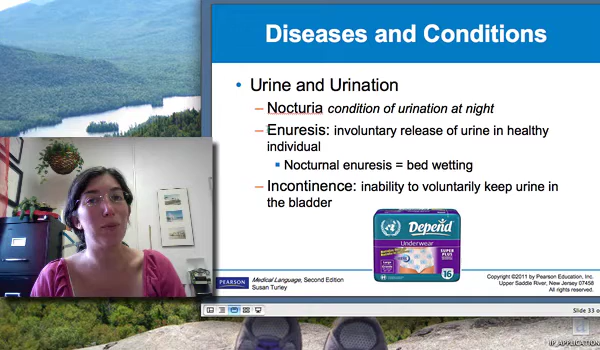 Diseases and Conditions
• Urine and Urination
– Nocturia condition of urination at night
– Enuresis: involuntary release of urine in healthy
individual
Nocturnal enuresis = bed wetting
– Incontinence: inability to voluntarily keep urine in
the bladder
Depend
Underwear
SUPER
PLUS
16
PEARSON
Medical Language, Second Edition
Susan Turley
Copyright ©2011 by Pearson Education, Inc.
Upper Saddle River, New Jersey 07458
All rights reserved.
Slide 33 o